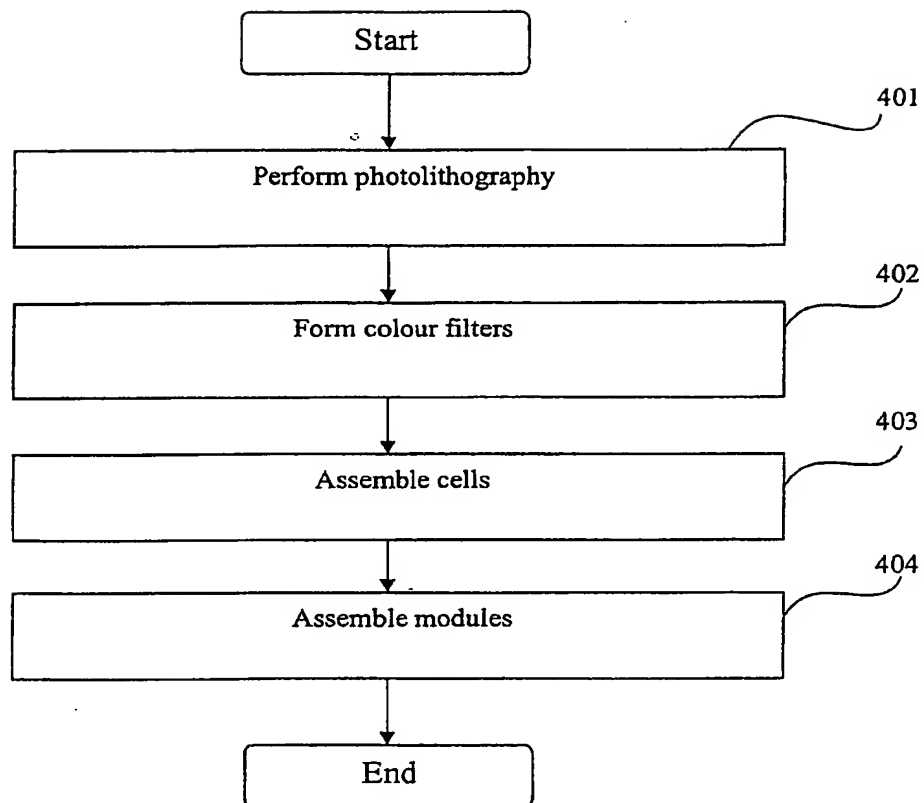 Start
401
Perform photolithography
402
Form colour filters
403
Assemble cells
404
Assemble modules
End